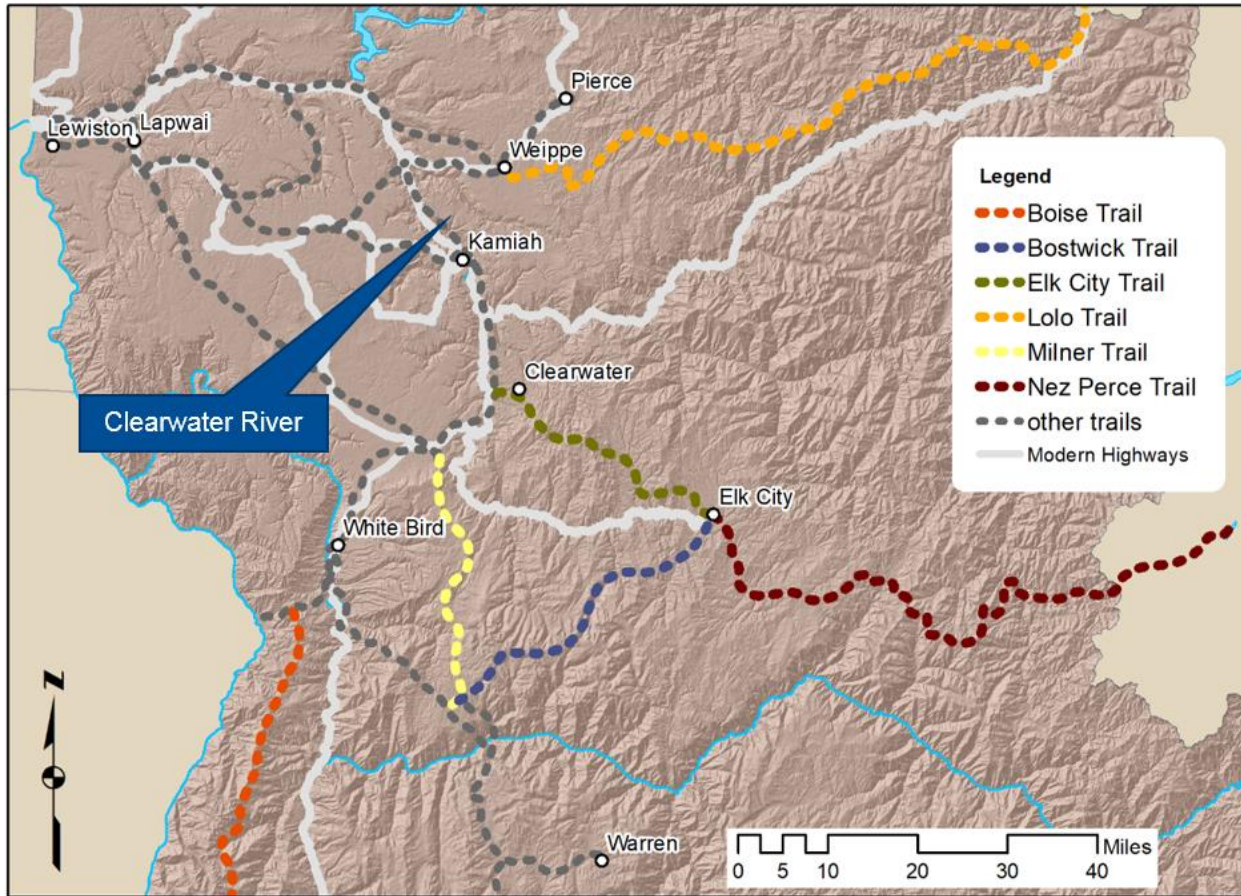 Pierce
Lewiston
Lapwai
Weippe
Kamiah
Clearwater River
Clearwater
Elk City
White Bird
Warren
Legend
Boise Trail
Bostwick Trail
Elk City Trail
Lolo Trail
Milner Trail
Nez Perce Trail
other trails
Modern Highways
N
Miles
0 5 10 20 30 40